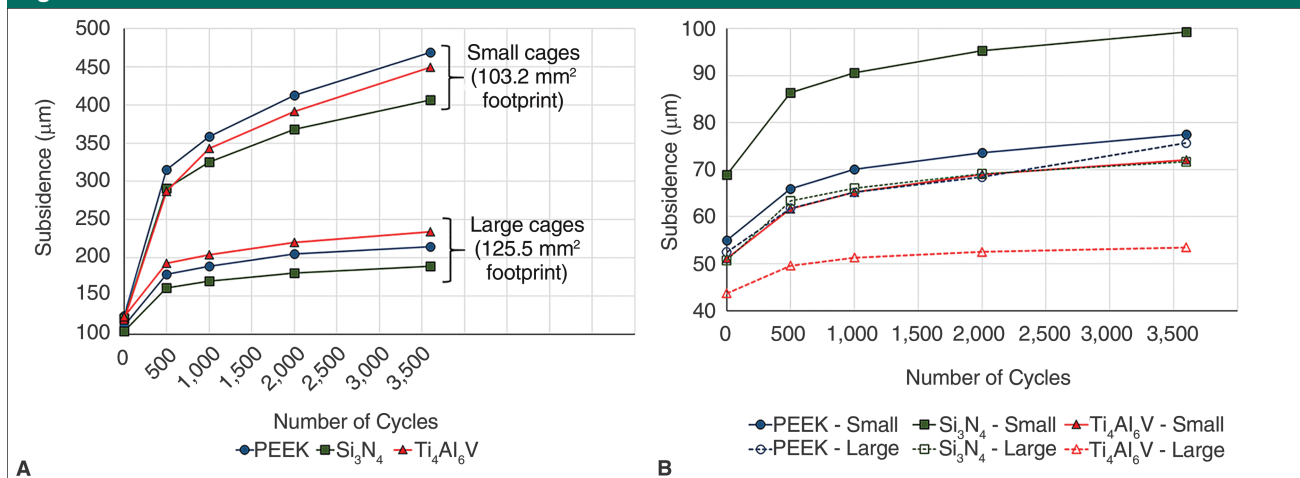 500
450
400
350
300
250
200
150
100
Subsidence (μm)
0
500
1,000
1,500
2,000
2,500
3,000
3,500
Number of Cycles
Small cages
(103.2 mm²
footprint)
Large cages
(125.5 mm²
footprint)
PEEK Si₃N₄ Ti₄Al₆V
A
100
90
80
70
60
50
40
Subsidence (μm)
0 500 1,000 1,500 2,000 2,500 3,000 3,500
Number of Cycles
PEEK - Small Si₃N₄ - Small Ti₄Al₆V - Small
PEEK - Large Si₃N₄ - Large Ti₄Al₆V - Large
B